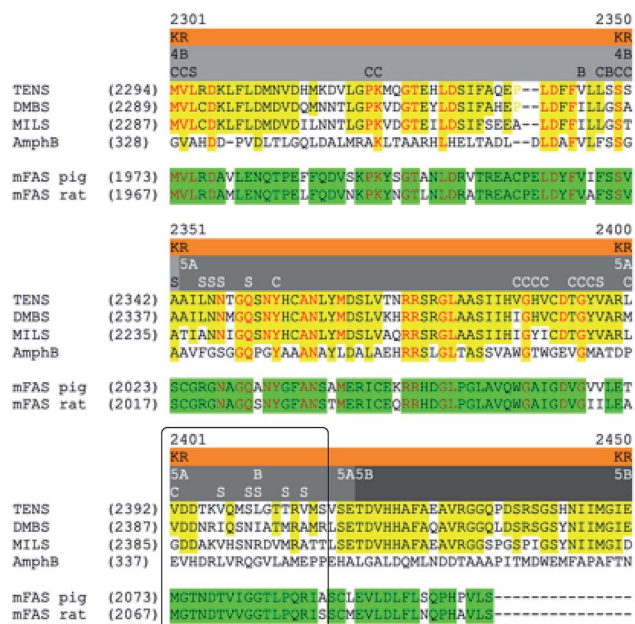 2301 2350
KR KR
4B 4B
CCS CC B CBCC
TENS (2294) MVLRDKLFLDMNVDHMKDVLGPKMQGTEHLDSIFAQEP--LDFFVLLSSS
DMBS (2289) MVLCDKLFLDMDVDQMNNTLGPKVDGTEYLDSIFAHEP--LDFFVLLGSS
MILS (2287) MVLCDKLFLDMDVDILNNTLGPKVDGTEILDSIFSEEA--LDFFILLGSA
AmphB (328) GVAHDD-PVDLTLGQLDALMRAKLTAARHLHELTADL--DLDAFVLFSSG
mFAS pig (1973) MVLRDAVLENQTPEFFQDVSKPKYSGTANLDRVTREACPELDYFVIFSSV
mFAS rat (1967) MVLRDAMLENQTPELFQDVNKPKYNGTLNLDRATREACPELDYFVAFSSV
2351 2400
KR KR
5A 5A
S SSS S C CCCC CCCS C
TENS (2342) AAILNNTGQSNYHCANLYMDSLVTNRRSRGLAASIIHVGHVCDTGYVARL
DMBS (2337) AAILNNMGQSNYHCANLYMDSLVKHRRSRGLAASIIHIGHVCDTGYVARM
MILS (2235) ATIANNIGQSNYHCANLYMDSLVTHRRSRGLAASIIHIGYICDTGYVARL
AmphB AAVFGSGGQPGYAAANAYLDALAEHRRSLGLTASSVAWGTWGEVGMATDP
mFAS pig (2023) SCGRGNAGQANYGFANSAMERICEKRRHDGLPGLAVQWGAIGDVGVVLET
mFAS rat (2017) SCGRGNAGQSNYGFANSTMERICEQRRHDGLPGLAVQWGAIGDVGIILEA
2401 2450
KR KR
5A B 5A5B 5B
C S SS S S
TENS (2392) VDDTKVQMSLGTTRVMSVSETDVHHAFAEAVRGGQPDSRSGSHNIIMGIE
DMBS (2387) VDDNRIQSNIATMRAMRLSETDVHHAFAQAVRGGQLDSRSGSYNIIMGIE
MILS (2385) GDDAKVHSNRDVMRATTLSETDVHHAFAEAVRGGSPGSPIGSYNIIMGID
AmphB (337) EVHDRLVRQGVLAMEPPEHALGALDQMLNDDTAAAPITMDWEMFAPAFTN
mFAS pig (2073) MGTNDTVIGGTLPQRIASCLEVLDLFLSQPHPVLS---------------
mFAS rat (2067) MGTNDTVVGGTLPQRISSCMEVLDLFLNQPHAVLS---------------